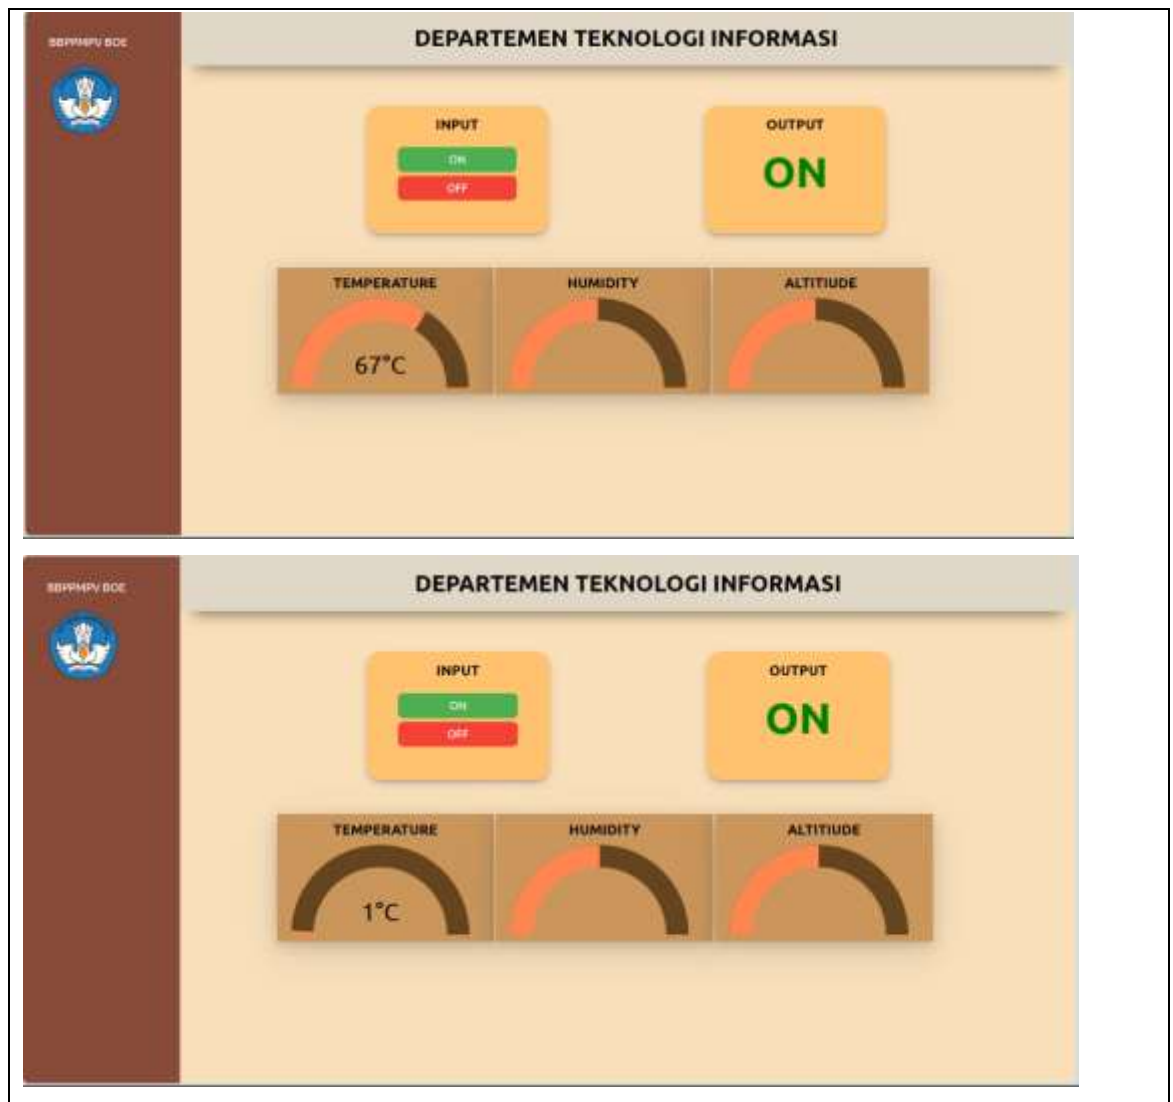 BBPPMPV BOE
DEPARTEMEN TEKNOLOGI INFORMASI
INPUT
ON
OFF
OUTPUT
ON
TEMPERATURE
67°C
HUMIDITY
ALTITIUDE
BBPPMPV BOE
DEPARTEMEN TEKNOLOGI INFORMASI
INPUT
ON
OFF
OUTPUT
ON
TEMPERATURE
1°C
HUMIDITY
ALTITIUDE